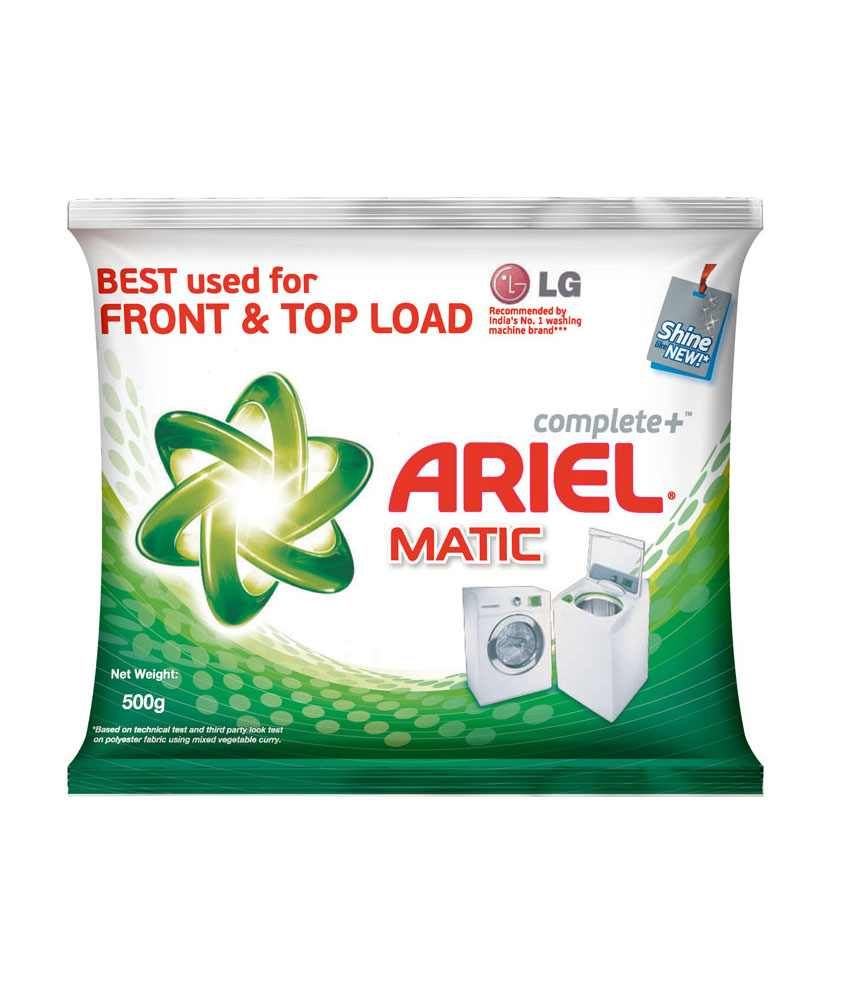 BEST used for
FRONT & TOP LOAD
LG
Recommended by
India's No. 1 washing
machine brand***
Shine
like NEW!*
complete+™
ARIEL®
MATIC
Net Weight:
500g
*Based on technical test and third party look test
on polyester fabric using mixed vegetable curry.